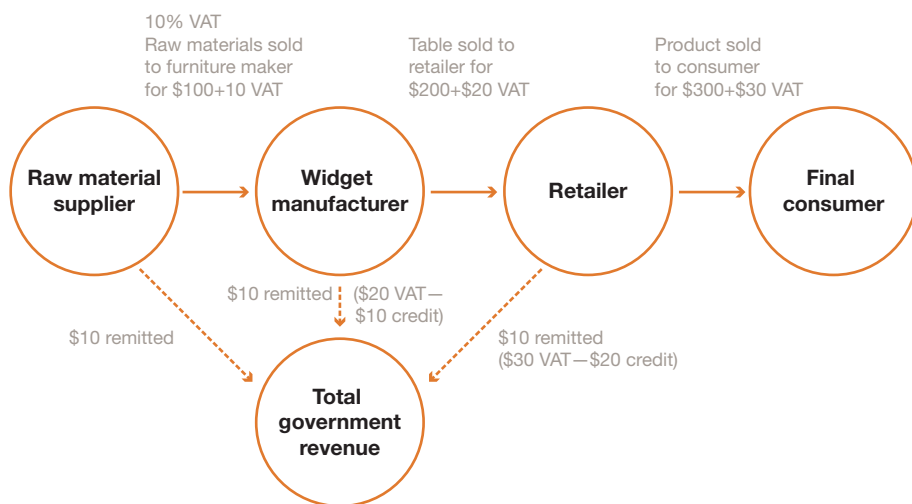 10% VAT
Raw materials sold
to furniture maker
for $100+10 VAT
Table sold to
retailer for
$200+$20 VAT
Product sold
to consumer
for $300+$30 VAT
Raw material
supplier
Widget
manufacturer
Retailer
Final
consumer
$10 remitted
$10 remitted
($20 VAT—
$10 credit)
$10 remitted
($30 VAT—$20 credit)
Total
government
revenue